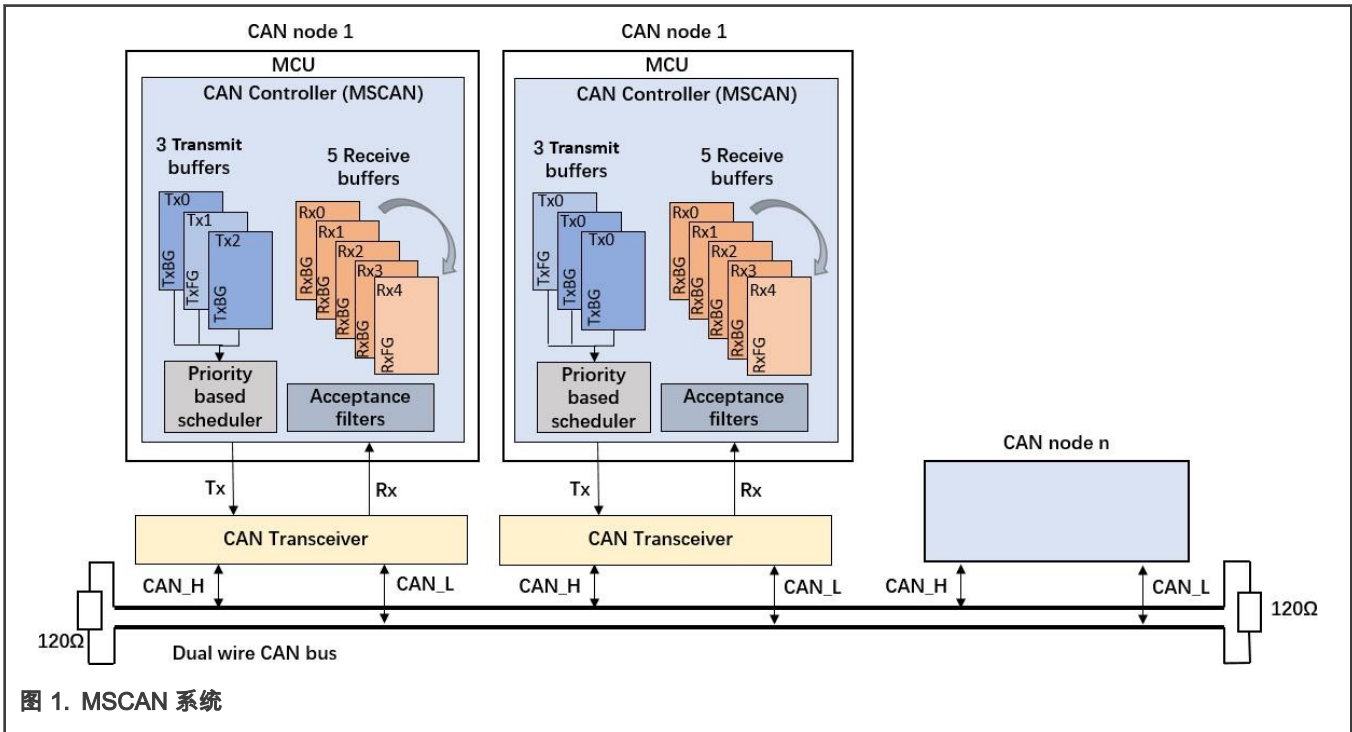 CAN node 1
MCU
CAN Controller (MSCAN)
3 Transmit
buffers
5 Receive
buffers
Tx0
Tx1
Tx2
TxBG
TxFG
TxBG
Rx0
Rx1
Rx2
Rx3
Rx4
RxBG
RxBG
RxBG
RxBG
RxFG
Priority
based
scheduler
Acceptance
filters
Tx
Rx
CAN Transceiver
CAN_H
CAN_L
CAN node 1
MCU
CAN Controller (MSCAN)
3 Transmit
buffers
5 Receive
buffers
Tx0
Tx0
Tx0
TxFG
TxBG
TxBG
Rx0
Rx1
Rx2
Rx3
Rx4
RxBG
RxBG
RxBG
RxBG
RxFG
Priority
based
scheduler
Acceptance
filters
Tx
Rx
CAN Transceiver
CAN_H
CAN_L
CAN node n
CAN_H
CAN_L
120Ω
120Ω
Dual wire CAN bus
图 1. MSCAN 系统